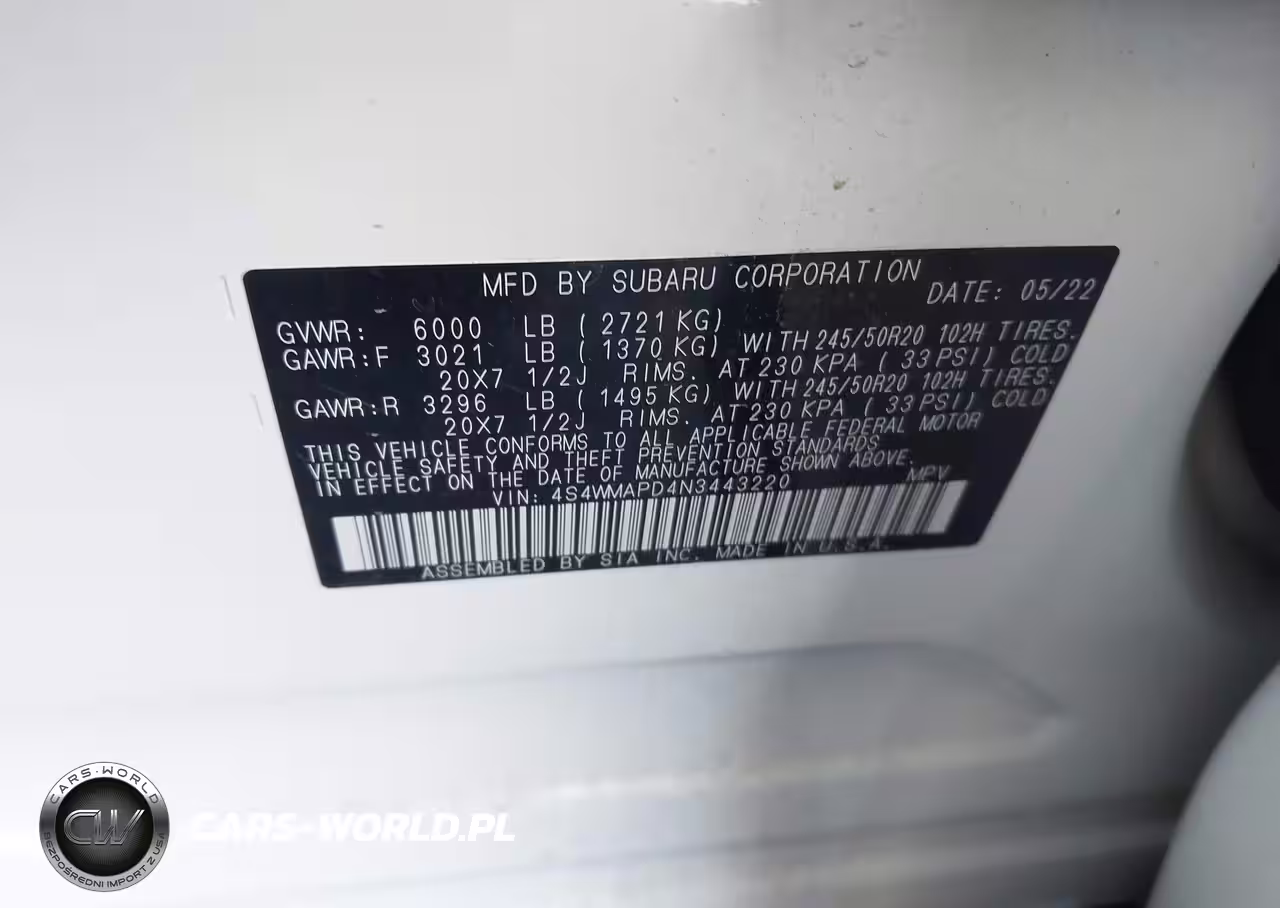 MFD BY SUBARU CORPORATION
DATE: 05/22
GVWR: 6000 LB ( 2721 KG)
GAWR:F 3021 LB ( 1370 KG) WITH 245/50R20 102H TIRES.
20X7 1/2J RIMS. AT 230 KPA ( 33 PSI) COLD
GAWR:R 3296 LB ( 1495 KG) WITH 245/50R20 102H TIRES.
20X7 1/2J RIMS. AT 230 KPA ( 33 PSI) COLD
THIS VEHICLE CONFORMS TO ALL APPLICABLE FEDERAL MOTOR
VEHICLE SAFETY AND THEFT PREVENTION STANDARDS
IN EFFECT ON THE DATE OF MANUFACTURE SHOWN ABOVE.
VIN: 4S4WMAPD4N3443220 MPV
ASSEMBLED BY SIA INC. MADE IN U.S.A.
CARS-WORLD
CW
BEZPOŚREDNI IMPORT Z USA
CARS-WORLD.PL